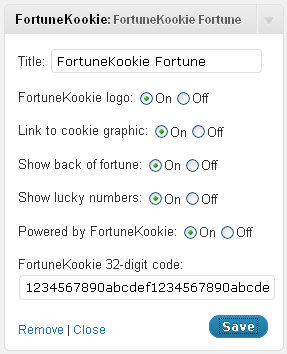 FortuneKookie: FortuneKookie Fortune
Title: FortuneKookie Fortune
FortuneKookie logo: On Off
Link to cookie graphic: On Off
Show back of fortune: On Off
Show lucky numbers: On Off
Powered by FortuneKookie: On Off
FortuneKookie 32-digit code:
1234567890abcdef1234567890abcde
Remove | Close Save